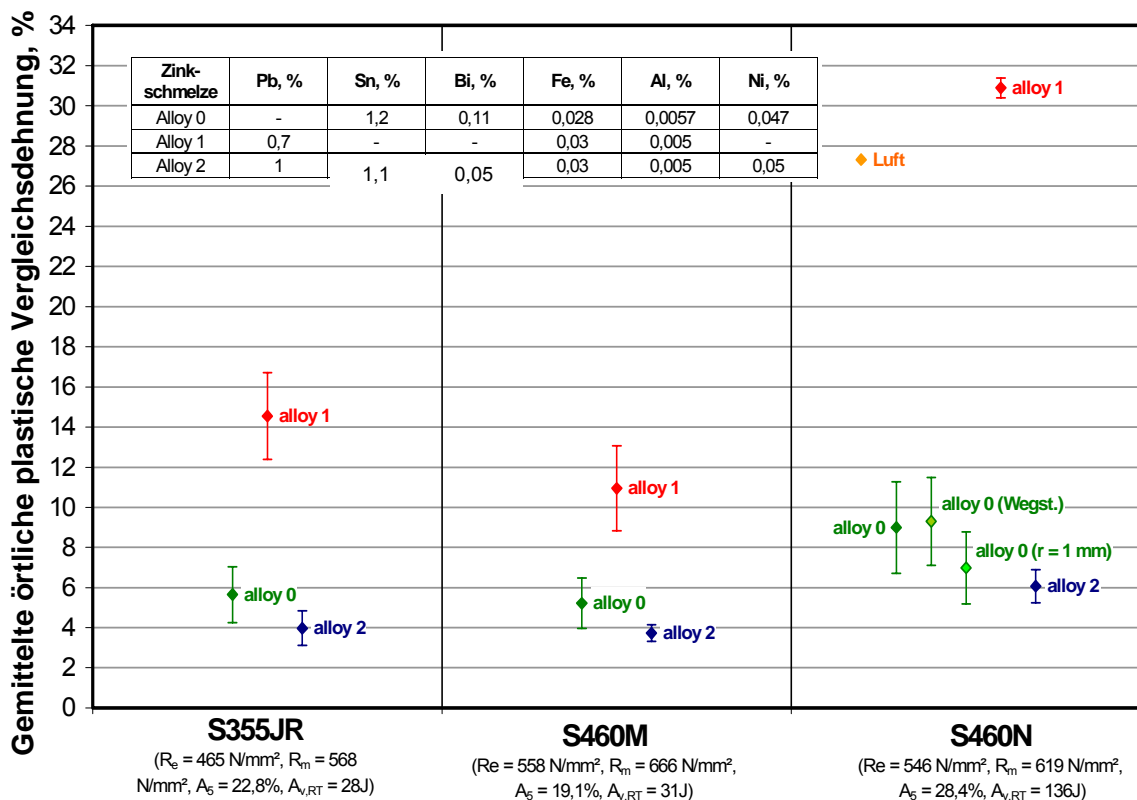 Gemittelte örtliche plastische Vergleichsdehnung, %
34
32
30
28
26
24
22
20
18
16
14
12
10
8
6
4
2
0
Zink-
schmelze
Pb, %
Sn, %
Bi, %
Fe, %
Al, %
Ni, %
Alloy 0 - 1,2 0,11 0,028 0,0057 0,047
Alloy 1 0,7 - - 0,03 0,005 -
Alloy 2 1 1,1 0,05 0,03 0,005 0,05
alloy 1
Luft
alloy 1
alloy 0
alloy 2
alloy 1
alloy 0
alloy 2
alloy 0
alloy 0 (Wegst.)
alloy 0 (r = 1 mm)
alloy 2
S355JR
(Re = 465 N/mm², Rm = 568
N/mm², A5 = 22,8%, Av,RT = 28J)
S460M
(Re = 558 N/mm², Rm = 666 N/mm²,
A5 = 19,1%, Av,RT = 31J)
S460N
(Re = 546 N/mm², Rm = 619 N/mm²,
A5 = 28,4%, Av,RT = 136J)